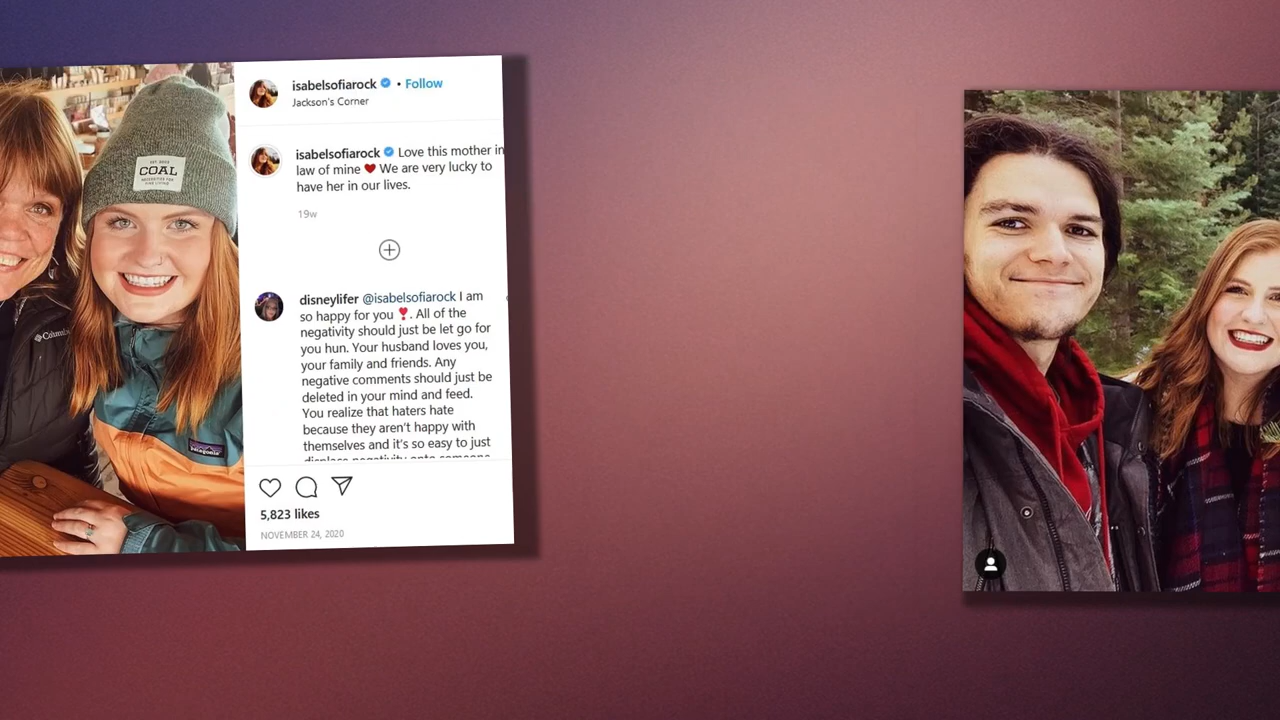 isabelsofiarock • Follow
Jackson's Corner
isabelsofiarock Love this mother in
law of mine ❤ We are very lucky to
have her in our lives.
19w
disneylifer @isabelsofiarock I am
so happy for you ❣. All of the
negativity should just be let go for
you hun. Your husband loves you,
your family and friends. Any
negative comments should just be
deleted in your mind and feed.
You realize that haters hate
because they aren't happy with
themselves and it's so easy to just
displace negativity onto someone
5,823 likes
NOVEMBER 24, 2020
COAL
Columbia
patagonia